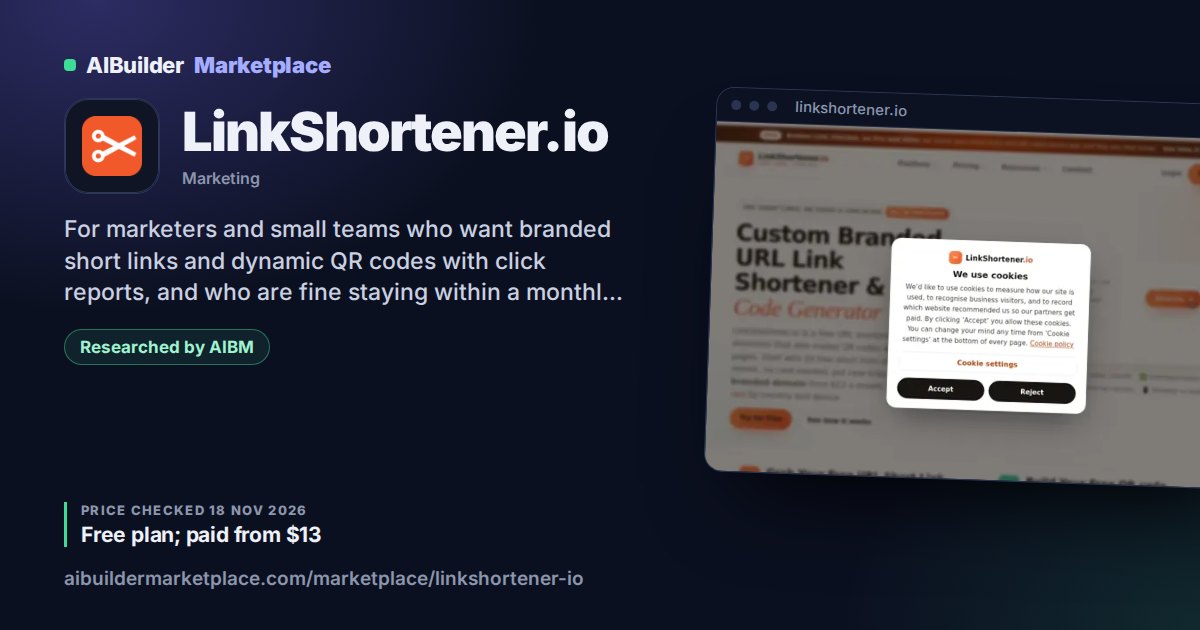 AIBuilder Marketplace
LinkShortener.io
Marketing
For marketers and small teams who want branded
short links and dynamic QR codes with click
reports, and who are fine staying within a monthl...
Researched by AIBM
PRICE CHECKED 18 NOV 2026
Free plan; paid from $13
aibuildermarketplace.com/marketplace/linkshortener-io
linkshortener.io
LinkShortener.io
Custom Branded
URL Link
Shortener &
Code Generator
LinkShortener.io
We use cookies
We'd like to use cookies to measure how our site is
used, to recognise business visitors, and to record
which website recommended us so our partners get
paid. By clicking 'Accept' you allow these cookies.
You can change your mind any time from 'Cookie
settings' at the bottom of every page. Cookie policy
Cookie settings
Accept
Reject